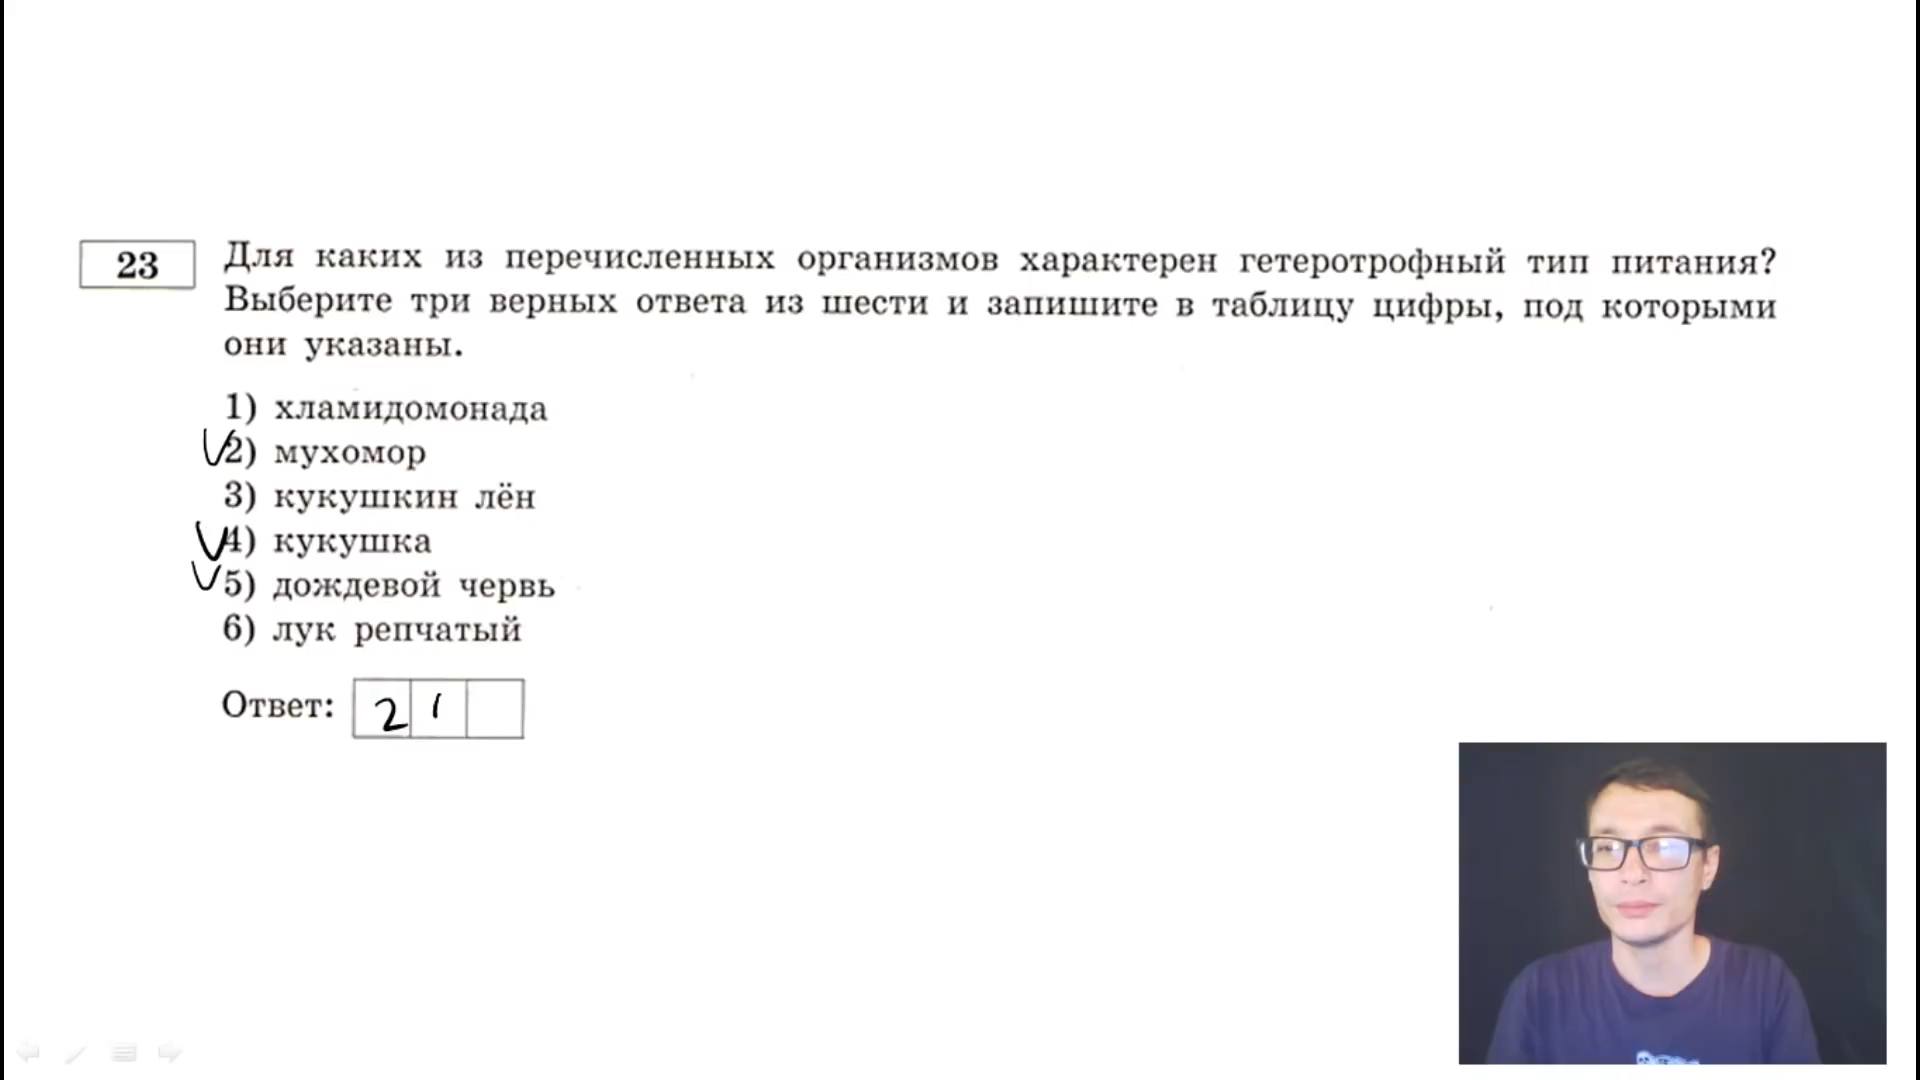 23
Для каких из перечисленных организмов характерен гетеротрофный тип питания?
Выберите три верных ответа из шести и запишите в таблицу цифры, под которыми
они указаны.
1) хламидомонада
2) мухомор
3) кукушкин лён
4) кукушка
5) дождевой червь
6) лук репчатый
Ответ: 2